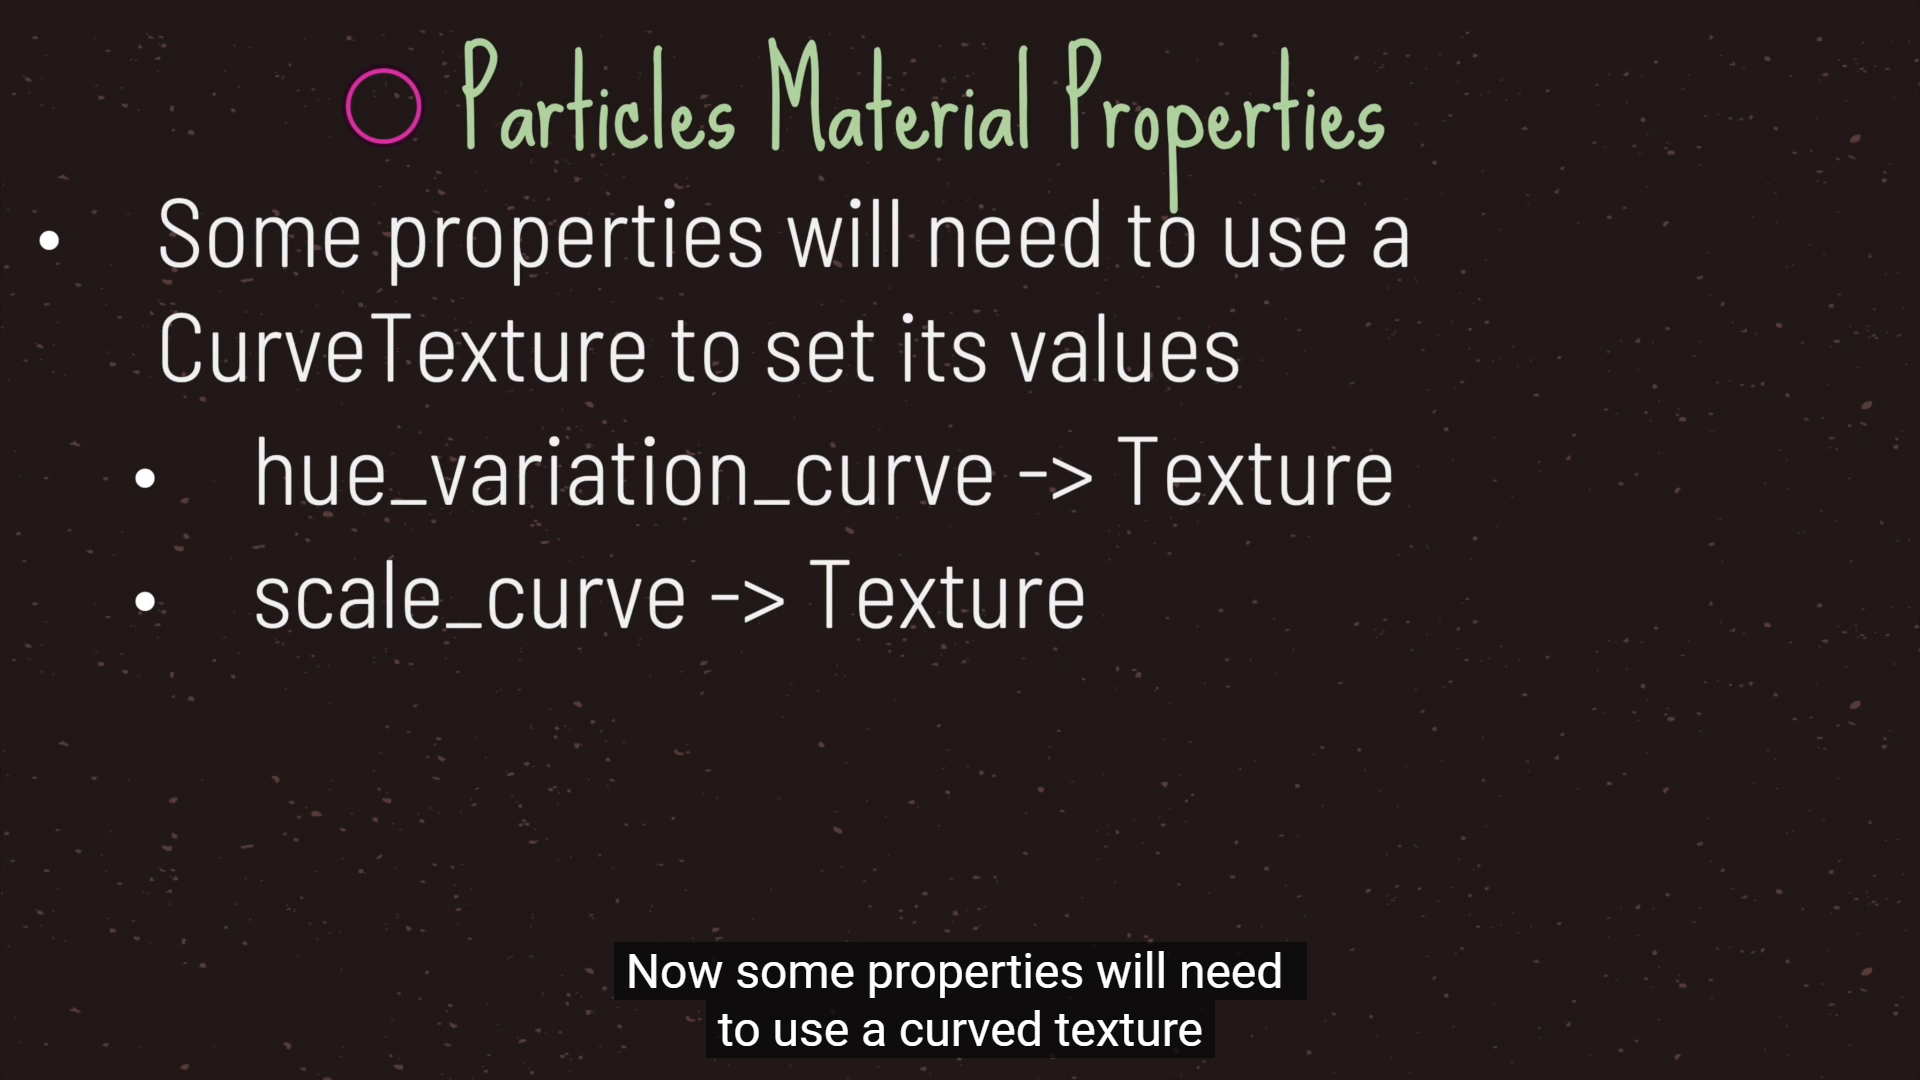 Particles Material Properties
• Some properties will need to use a
CurveTexture to set its values
• hue_variation_curve -> Texture
• scale_curve -> Texture
Now some properties will need
to use a curved texture